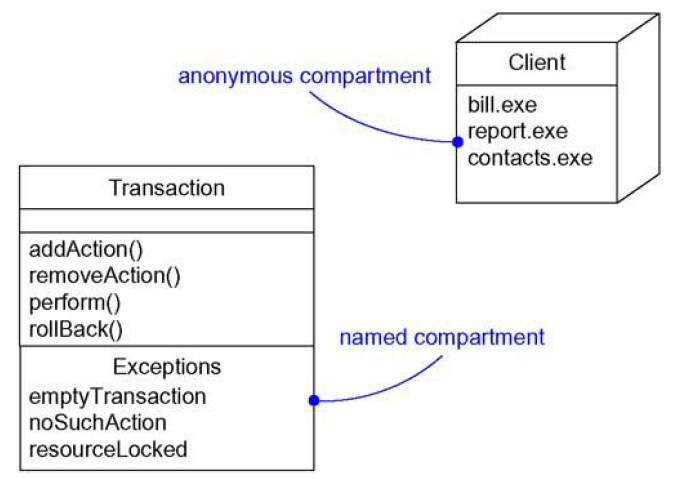 Client
anonymous compartment
bill.exe
report.exe
contacts.exe
Transaction
addAction()
removeAction()
perform()
rollBack()
named compartment
Exceptions
emptyTransaction
noSuchAction
resourceLocked